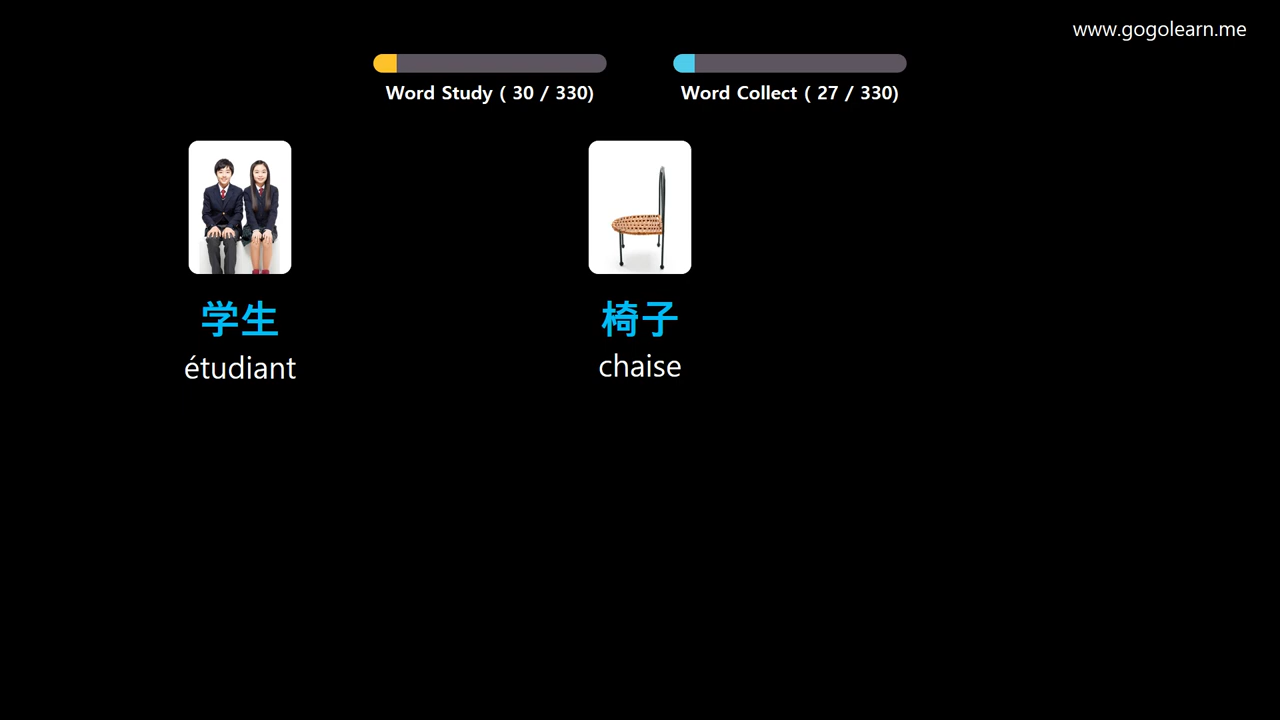 www.gogolearn.me
Word Study ( 30 / 330)
Word Collect ( 27 / 330)
学生
étudiant
椅子
chaise